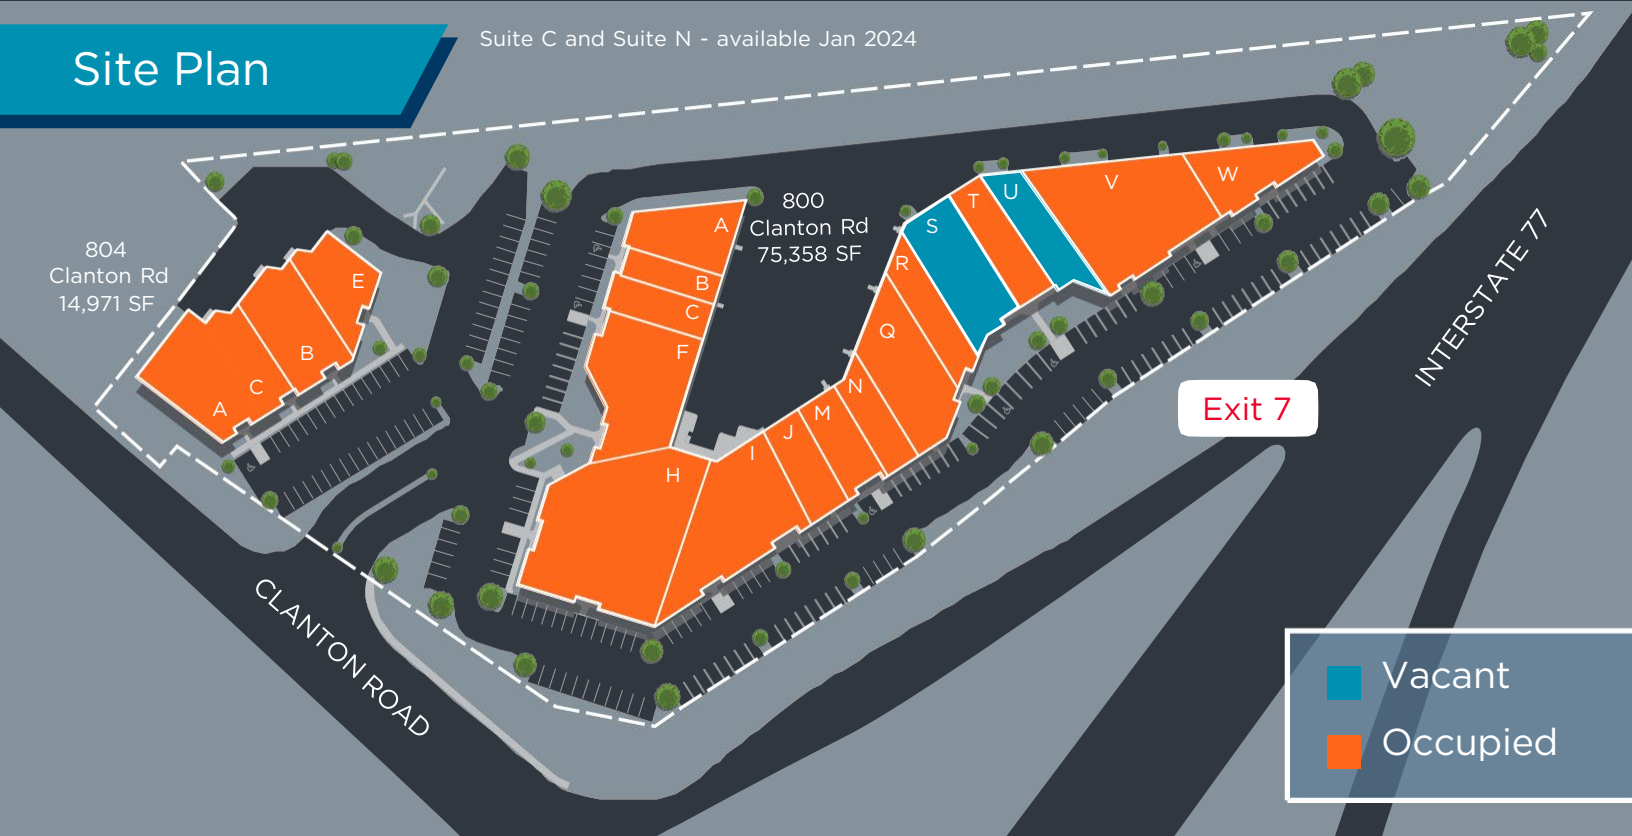 Site Plan
Suite C and Suite N - available Jan 2024
804
Clanton Rd
14,971 SF
E
B
C
A
800
Clanton Rd
75,358 SF
A
B
C
F
H
I
J
M
N
Q
R
S
T
U
V
W
INTERSTATE 77
Exit 7
CLANTON ROAD
Vacant
Occupied